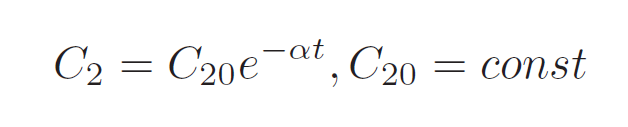 C₂ = C₂₀e^{−αt}, C₂₀ = const